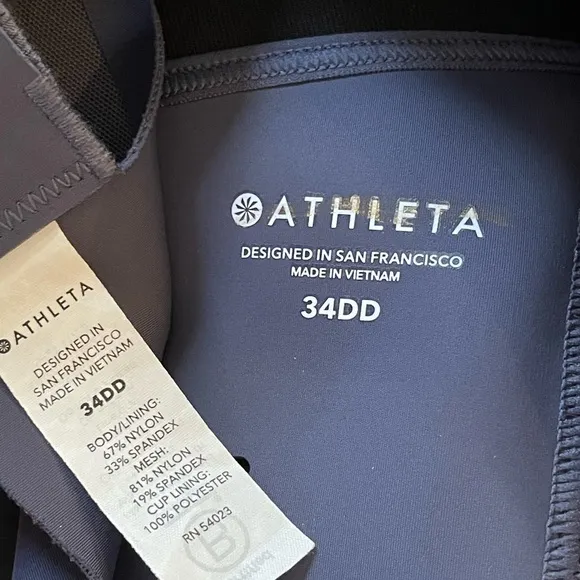 ATHLETA
DESIGNED IN SAN FRANCISCO
MADE IN VIETNAM
34DD
ATHLETA
DESIGNED IN
SAN FRANCISCO
MADE IN VIETNAM
34DD
BODY/LINING:
67% NYLON
33% SPANDEX
MESH:
81% NYLON
19% SPANDEX
CUP LINING:
100% POLYESTER
RN 54023
B